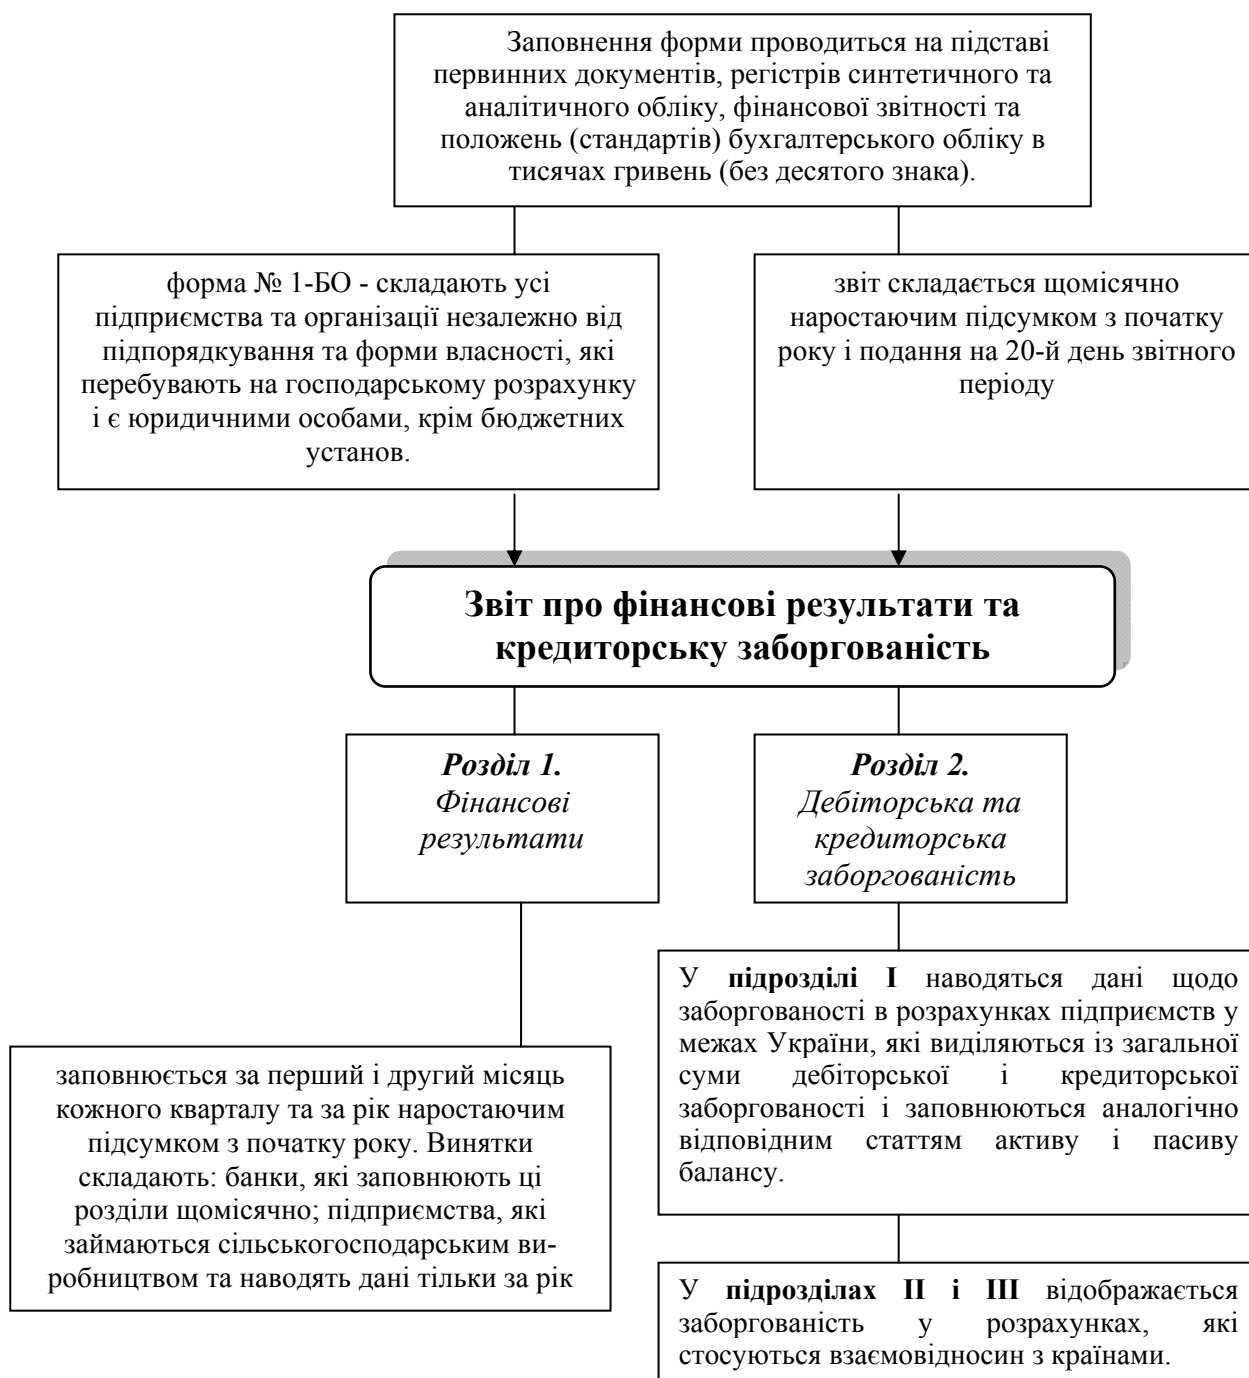 Заповнення форми проводиться на підставі
первинних документів, регістрів синтетичного та
аналітичного обліку, фінансової звітності та
положень (стандартів) бухгалтерського обліку в
тисячах гривень (без десятого знака).
форма № 1-БО - складають усі
підприємства та організації незалежно від
підпорядкування та форми власності, які
перебувають на господарському розрахунку
і є юридичними особами, крім бюджетних
установ.
звіт складається щомісячно
наростаючим підсумком з початку
року і подання на 20-й день звітного
періоду
Звіт про фінансові результати та
кредиторську заборгованість
Розділ 1.
Фінансові
результати
Розділ 2.
Дебіторська та
кредиторська
заборгованість
заповнюється за перший і другий місяць
кожного кварталу та за рік наростаючим
підсумком з початку року. Винятки
складають: банки, які заповнюють ці
розділи щомісячно; підприємства, які
займаються сільськогосподарським ви-
робництвом та наводять дані тільки за рік
У підрозділі І наводяться дані щодо
заборгованості в розрахунках підприємств у
межах України, які виділяються із загальної
суми дебіторської і кредиторської
заборгованості і заповнюються аналогічно
відповідним статтям активу і пасиву
балансу.
У підрозділах ІІ і ІІІ відображається
заборгованість у розрахунках, які
стосуються взаємовідносин з країнами.